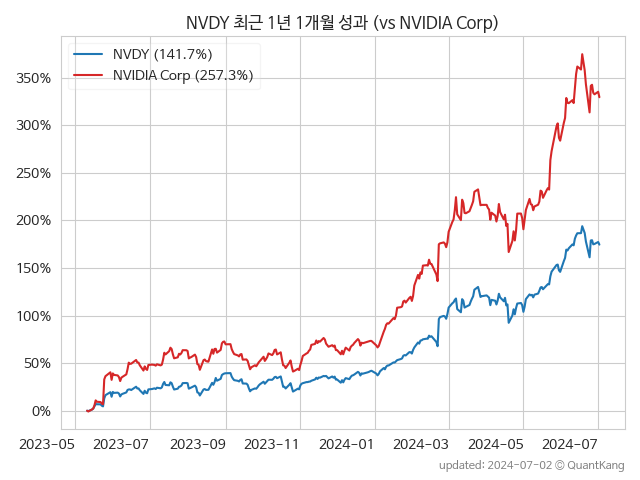 NVDY 최근 1년 1개월 성과 (vs NVIDIA Corp)
NVDY (141.7%)
NVIDIA Corp (257.3%)
350%
300%
250%
200%
150%
100%
50%
0%
2023-05 2023-07 2023-09 2023-11 2024-01 2024-03 2024-05 2024-07
updated: 2024-07-02 © QuantKang